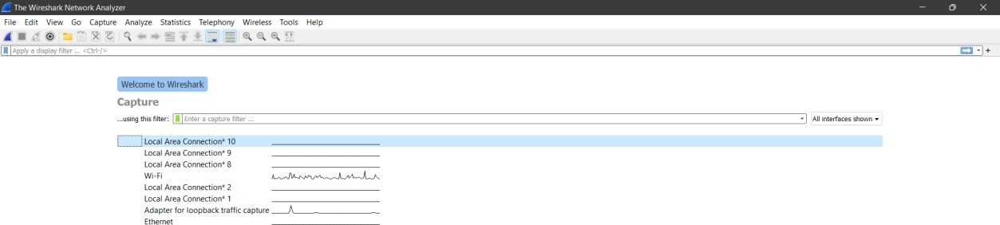 The Wireshark Network Analyzer
File Edit View Go Capture Analyze Statistics Telephony Wireless Tools Help
Apply a display filter ... <Ctrl-/>
Welcome to Wireshark
Capture
...using this filter: Enter a capture filter ... All interfaces shown
Local Area Connection* 10
Local Area Connection* 9
Local Area Connection* 8
Wi-Fi
Local Area Connection* 2
Local Area Connection* 1
Adapter for loopback traffic capture
Ethernet